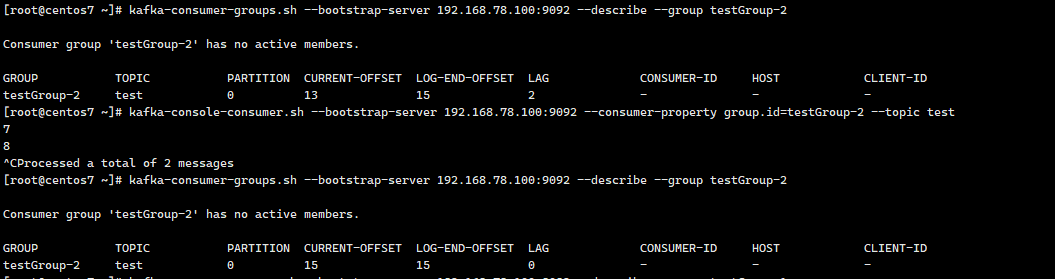 [root@centos7 ~]# kafka-consumer-groups.sh --bootstrap-server 192.168.78.100:9092 --describe --group testGroup-2
Consumer group 'testGroup-2' has no active members.
GROUP TOPIC PARTITION CURRENT-OFFSET LOG-END-OFFSET LAG CONSUMER-ID HOST CLIENT-ID
testGroup-2 test 0 13 15 2 - - -
[root@centos7 ~]# kafka-console-consumer.sh --bootstrap-server 192.168.78.100:9092 --consumer-property group.id=testGroup-2 --topic test
7
8
^CProcessed a total of 2 messages
[root@centos7 ~]# kafka-consumer-groups.sh --bootstrap-server 192.168.78.100:9092 --describe --group testGroup-2
Consumer group 'testGroup-2' has no active members.
GROUP TOPIC PARTITION CURRENT-OFFSET LOG-END-OFFSET LAG CONSUMER-ID HOST CLIENT-ID
testGroup-2 test 0 15 15 0 - - -